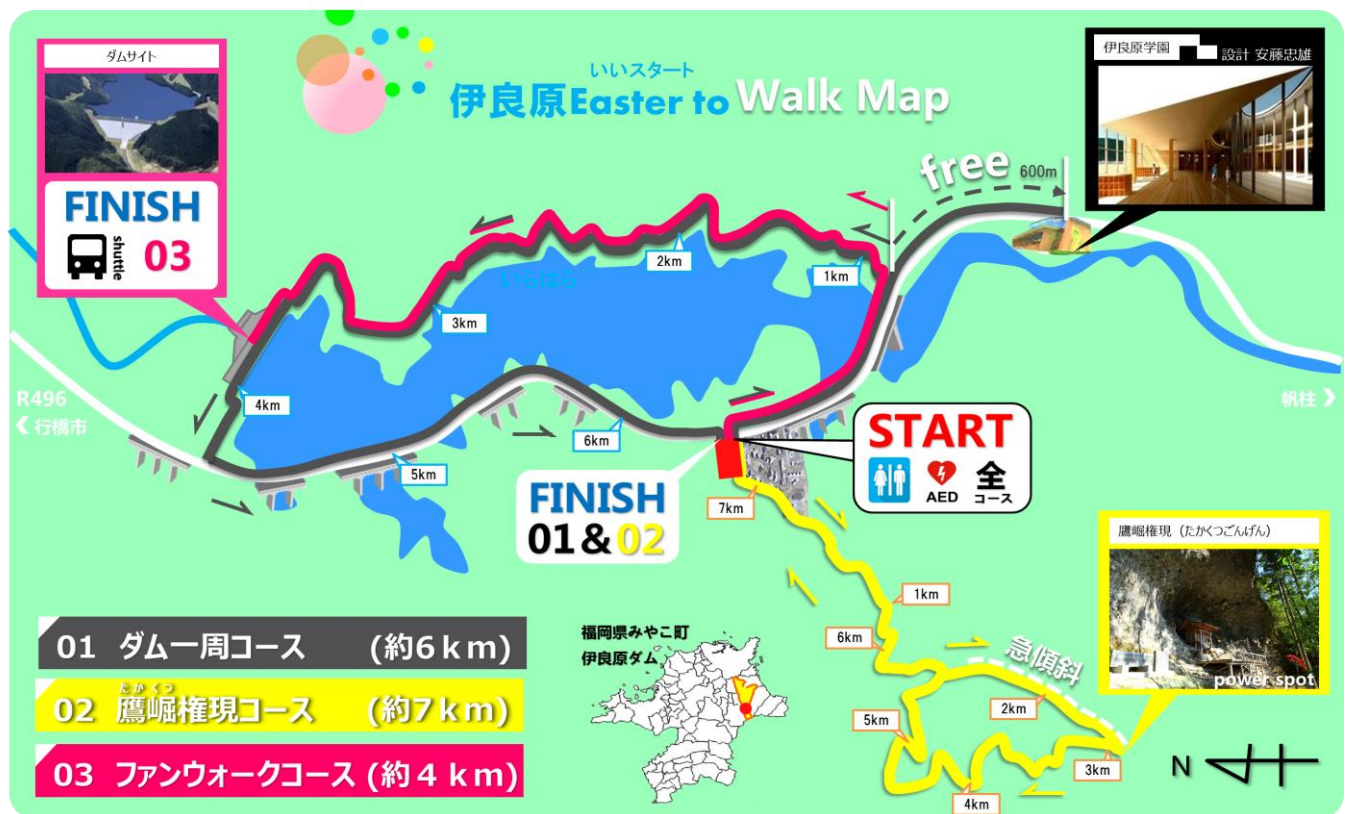 ダムサイト
FINISH
shuttle
03
いいスタート
伊良原Easter to Walk Map
伊良原学園
設計 安藤忠雄
free
600m
1km
2km
いらはら
3km
4km
R496
行橋市
帆柱
5km
6km
START
AED
全
コース
FINISH
01&02
7km
1km
6km
急傾斜
2km
5km
3km
4km
鷹崛権現（たかくつごんげん）
power spot
01 ダム一周コース (約6km)
たかくつ
02 鷹崛権現コース (約7km)
03 ファンウォークコース (約4km)
福岡県みやこ町
伊良原ダム
N